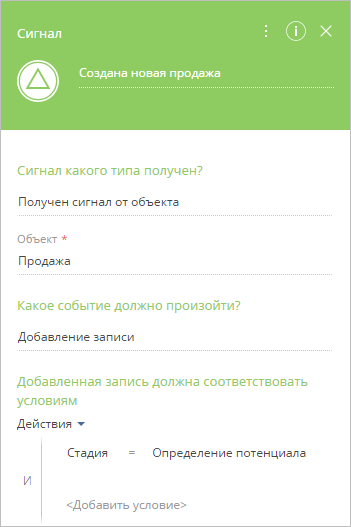 Сигнал
Создана новая продажа
Сигнал какого типа получен?
Получен сигнал от объекта
Объект *
Продажа
Какое событие должно произойти?
Добавление записи
Добавленная запись должна соответствовать
условиям
Действия
Стадия = Определение потенциала
И
<Добавить условие>